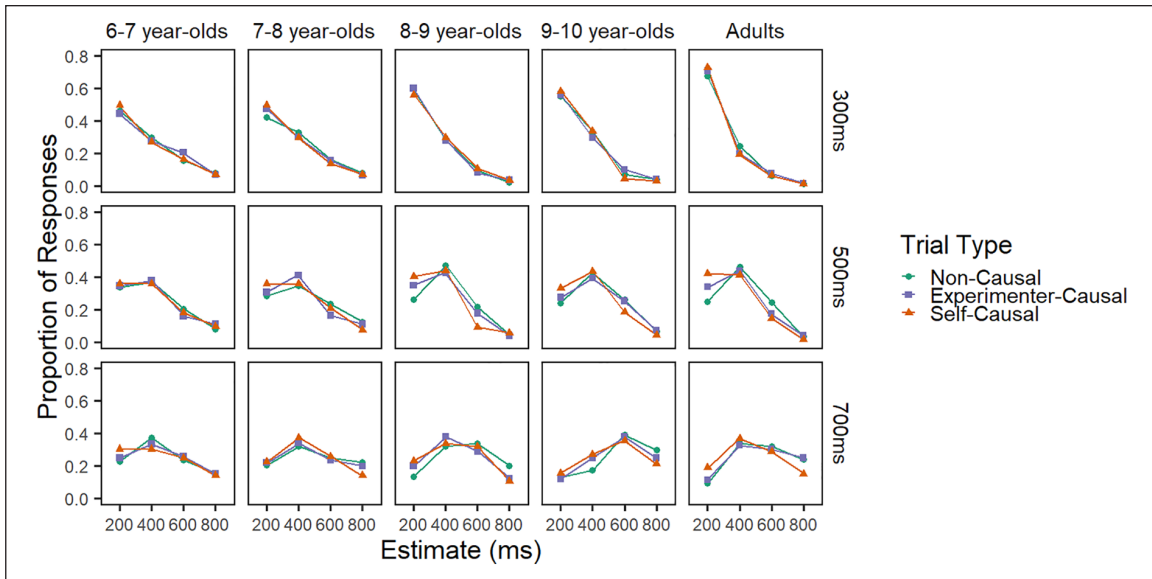 6-7 year-olds 7-8 year-olds 8-9 year-olds 9-10 year-olds Adults
Proportion of Responses
0.8
0.6
0.4
0.2
0.0
300ms
0.8
0.6
0.4
0.2
0.0
500ms
0.8
0.6
0.4
0.2
0.0
700ms
200 400 600 800 200 400 600 800 200 400 600 800 200 400 600 800 200 400 600 800
Estimate (ms)
Trial Type
Non-Causal
Experimenter-Causal
Self-Causal